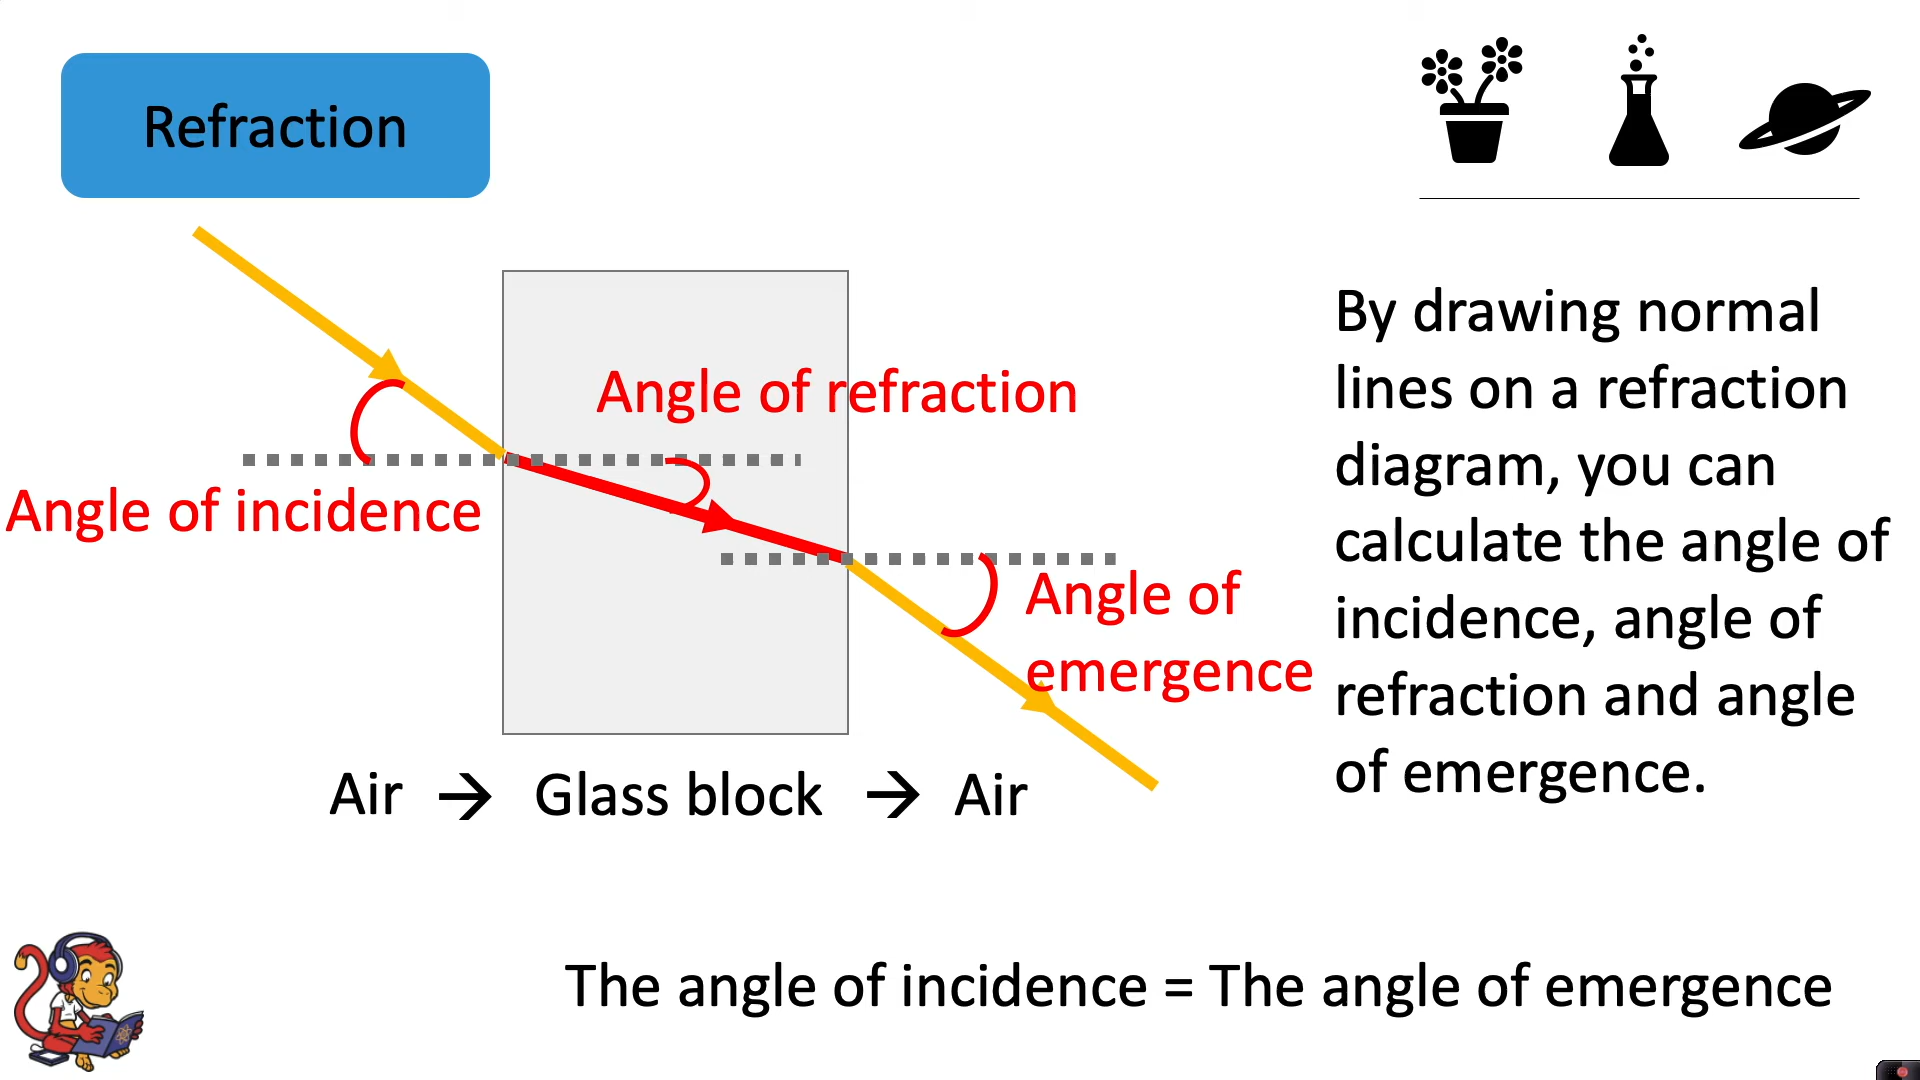 Refraction
By drawing normal
lines on a refraction
diagram, you can
calculate the angle of
incidence, angle of
refraction and angle
of emergence.
Angle of refraction
Angle of incidence
Angle of
emergence
Air → Glass block → Air
The angle of incidence = The angle of emergence